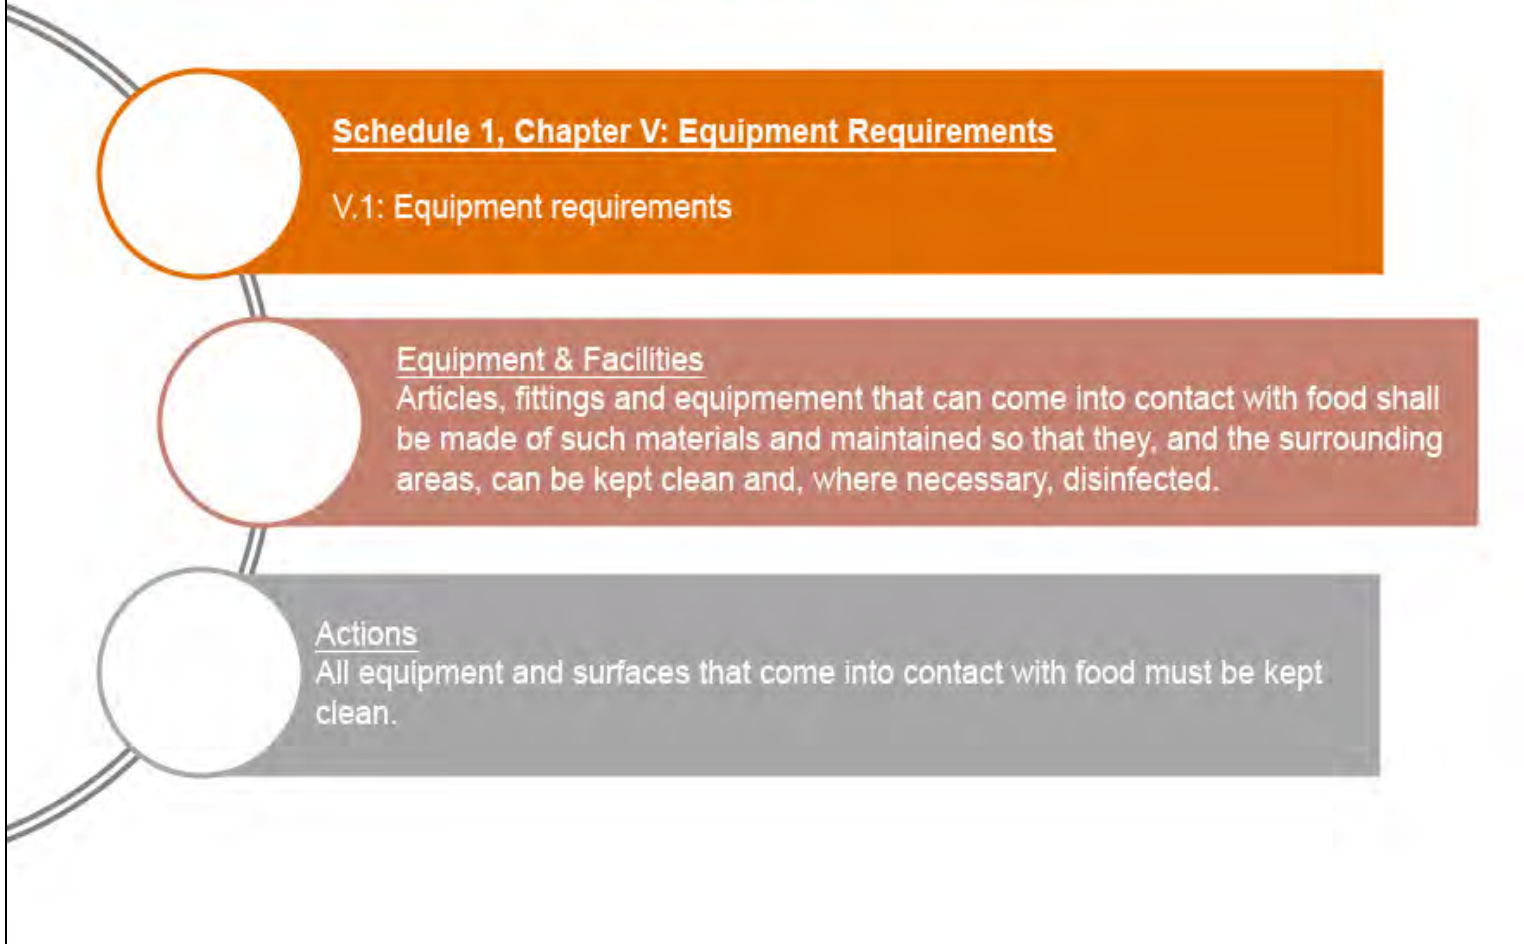 Schedule 1, Chapter V: Equipment Requirements
V.1: Equipment requirements
Equipment & Facilities
Articles, fittings and equipmement that can come into contact with food shall
be made of such materials and maintained so that they, and the surrounding
areas, can be kept clean and, where necessary, disinfected.
Actions
All equipment and surfaces that come into contact with food must be kept
clean.